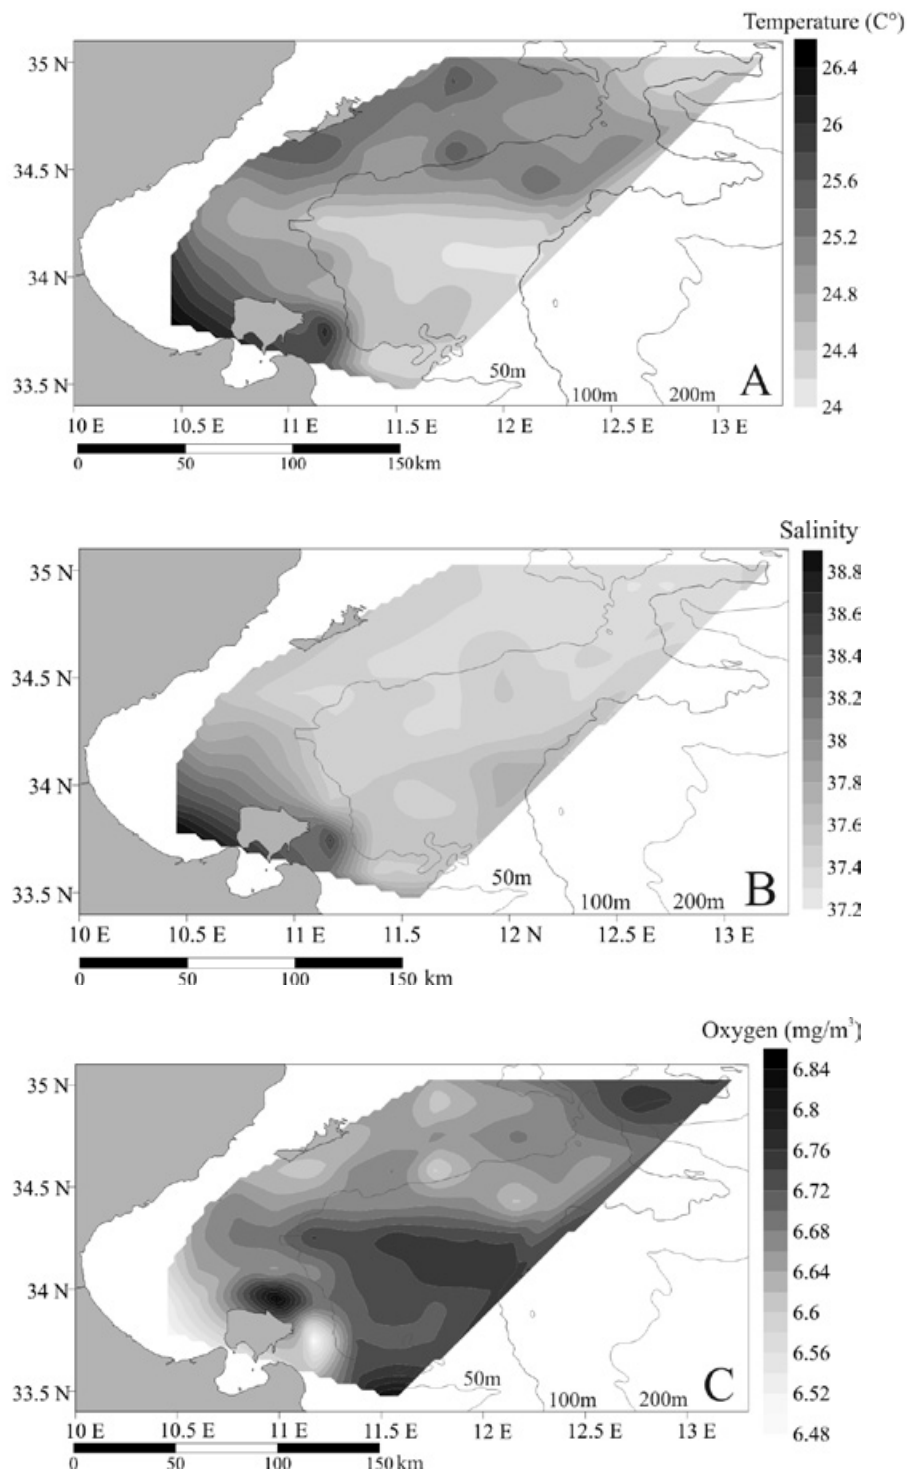 Temperature (C°)
35 N
34.5 N
34 N
33.5 N
26.4
26
25.6
25.2
24.8
24.4
24
50m
100m
200m
A
10 E
10.5 E
11 E
11.5 E
12 E
12.5 E
13 E
0
50
100
150km
Salinity
35 N
34.5 N
34 N
33.5 N
38.8
38.6
38.4
38.2
38
37.8
37.6
37.4
37.2
50m
100m
200m
B
10 E
10.5 E
11 E
11.5 E
12 N
12.5 E
13 E
0
50
100
150 km
Oxygen (mg/m³)
35 N
34.5 N
34 N
33.5 N
6.84
6.8
6.76
6.72
6.68
6.64
6.6
6.56
6.52
6.48
50m
100m
200m
C
10 E
10.5 E
11 E
11.5 E
12 E
12.5 E
13 E
0
50
100
150 km